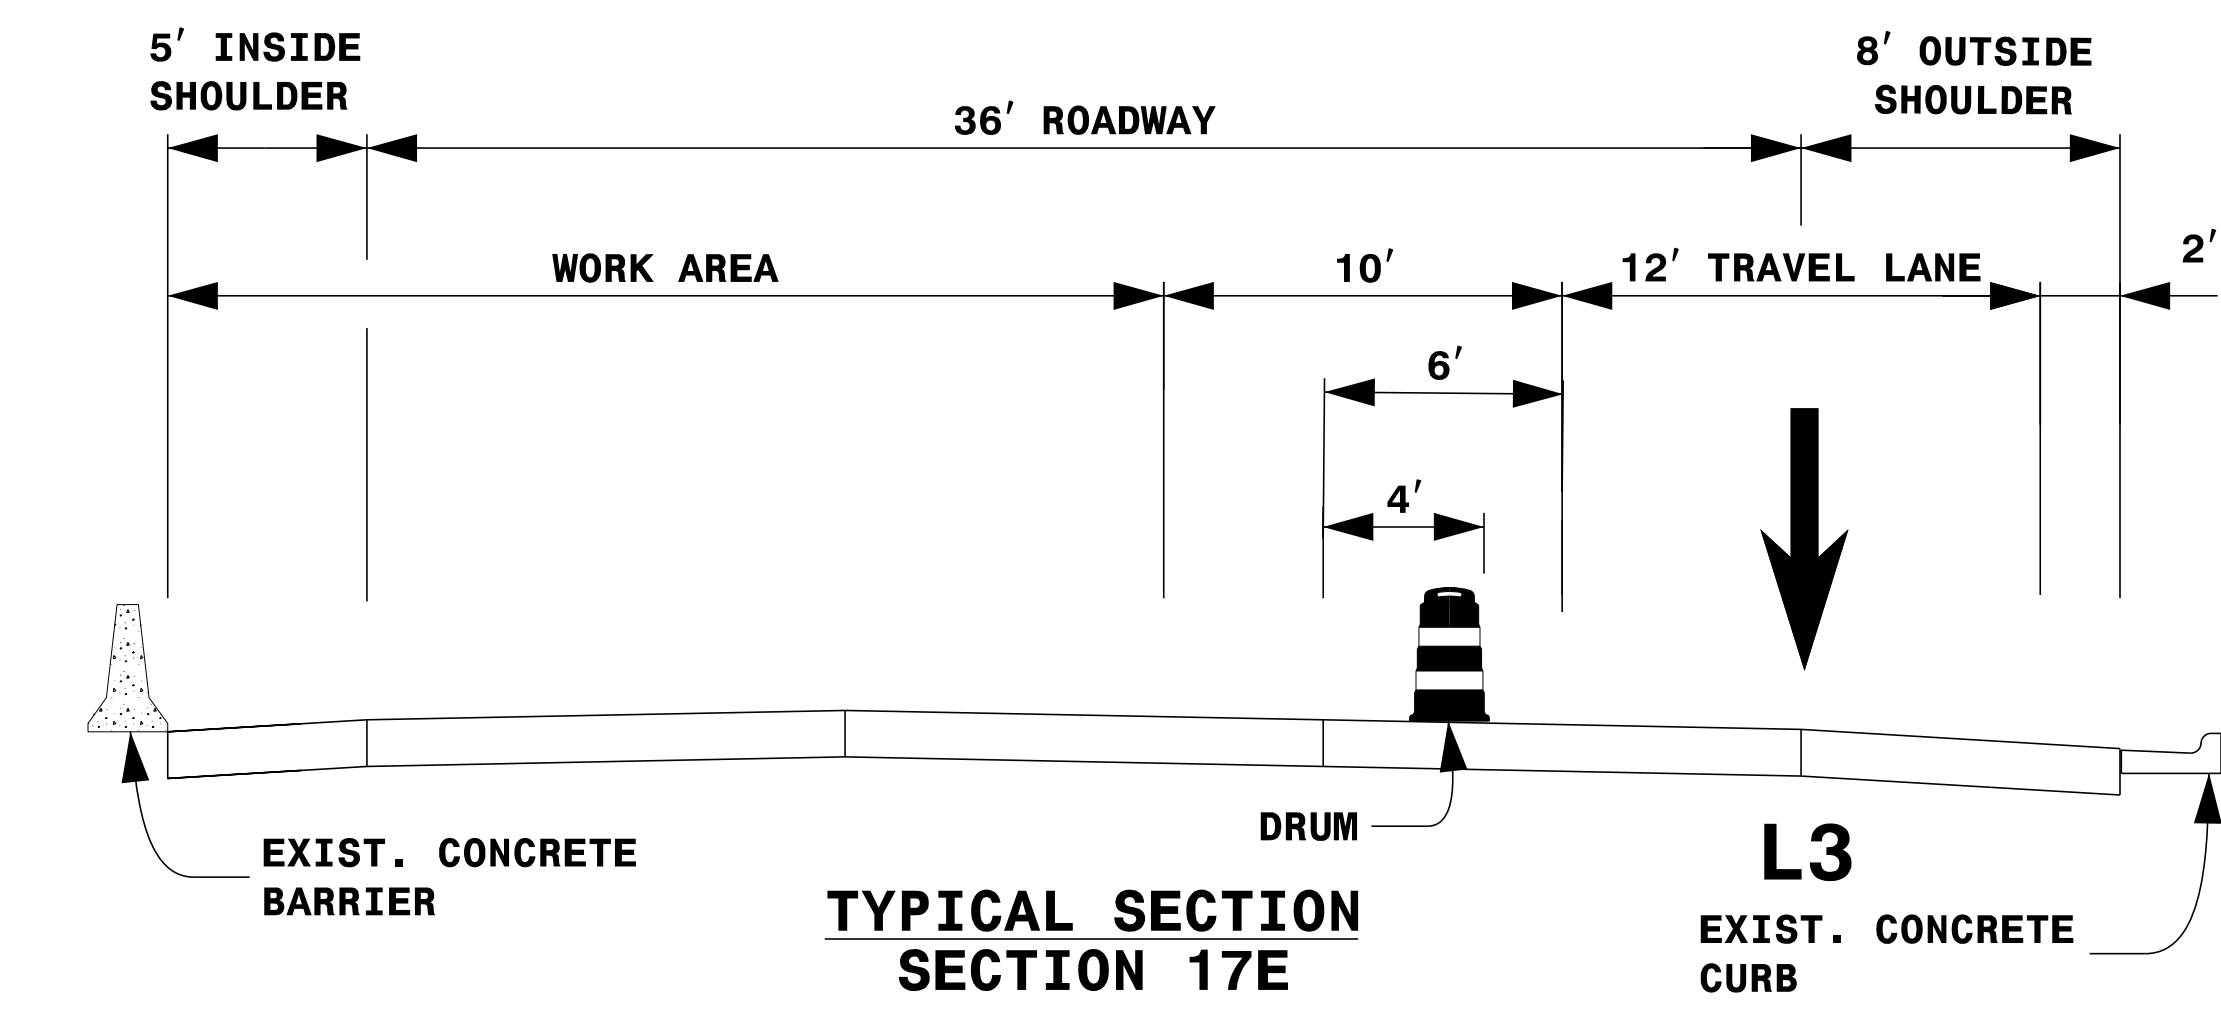 5' INSIDE
SHOULDER
8' OUTSIDE
SHOULDER
36' ROADWAY
WORK AREA
10'
12' TRAVEL LANE
2'
6'
4'
DRUM
L3
EXIST. CONCRETE
BARRIER
EXIST. CONCRETE
CURB
TYPICAL SECTION
SECTION 17E